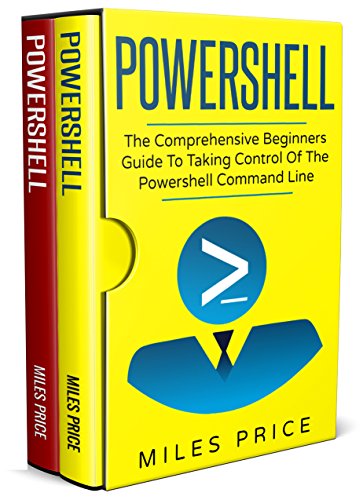 POWERSHELL
MILES PRICE
POWERSHELL
MILES PRICE
POWERSHELL
The Comprehensive Beginners
Guide To Taking Control Of The
Powershell Command Line
>_
MILES PRICE